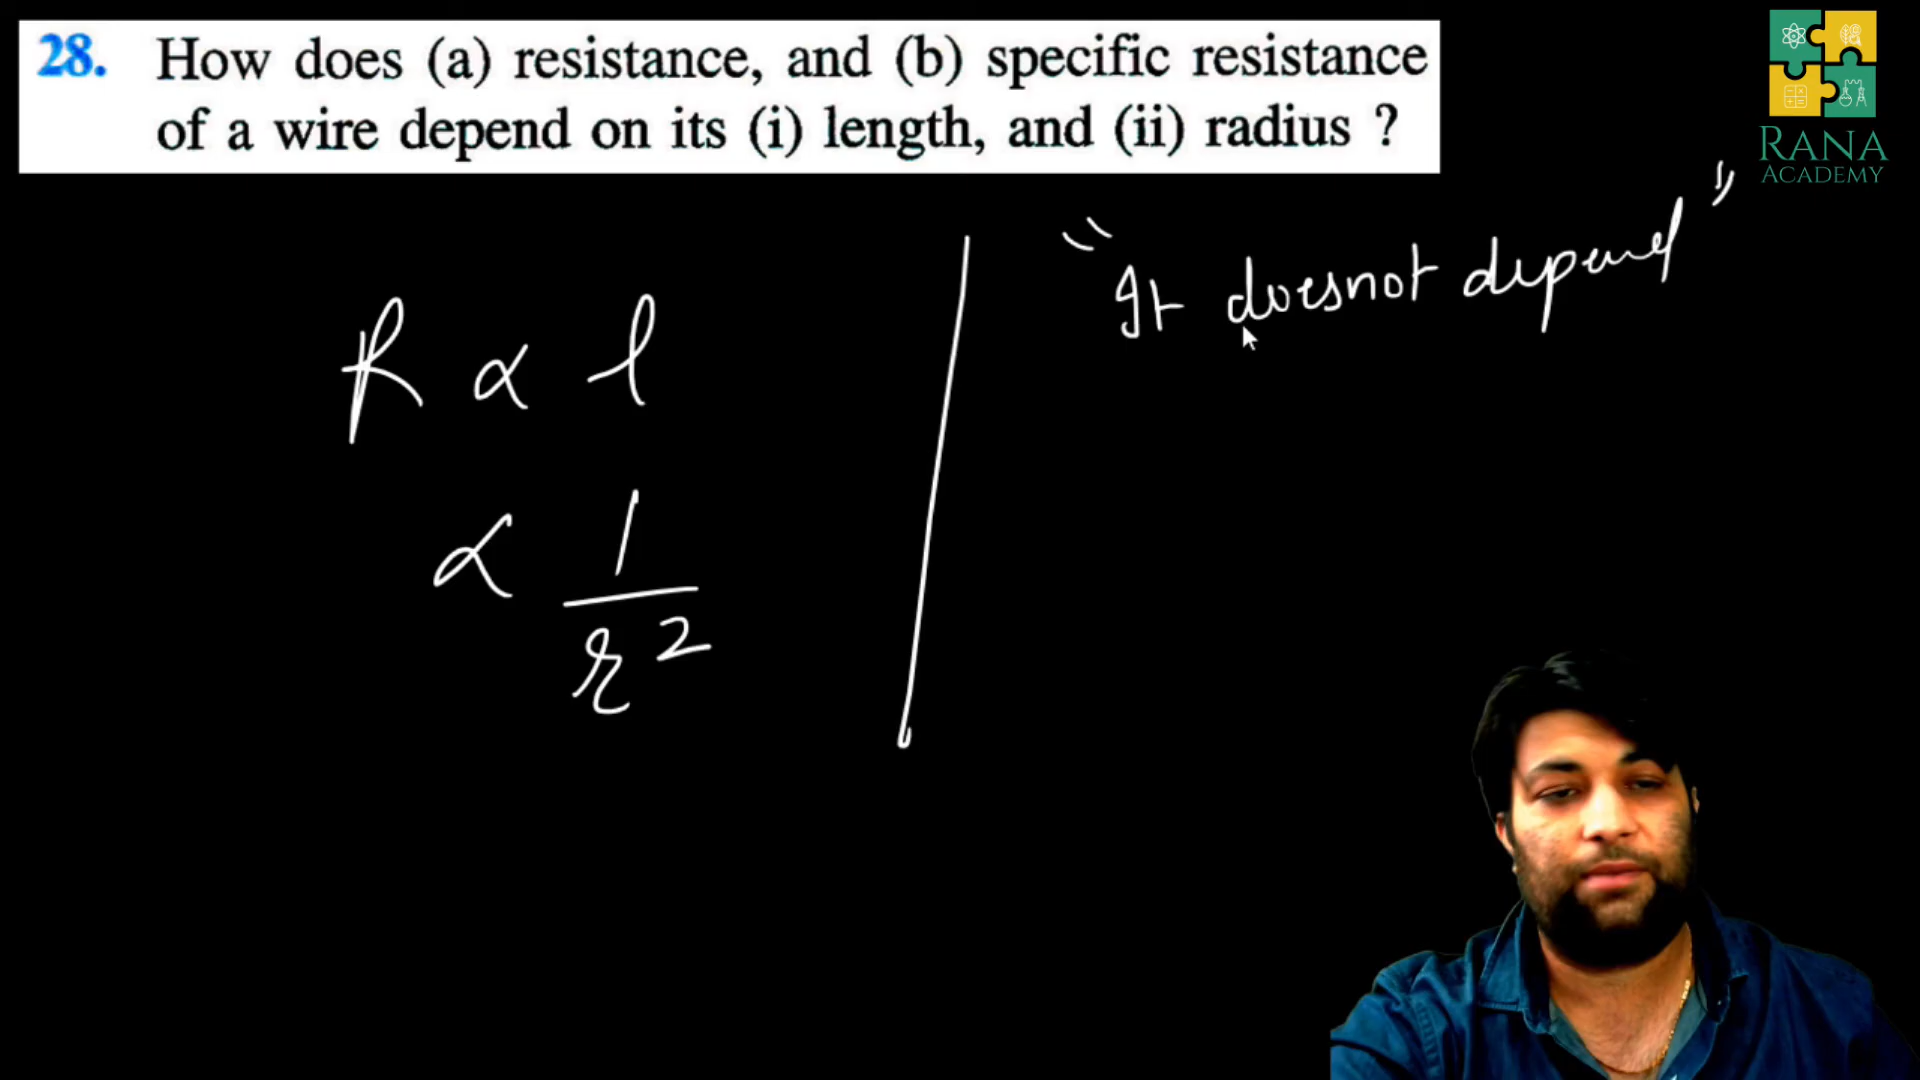 28. How does (a) resistance, and (b) specific resistance
of a wire depend on its (i) length, and (ii) radius ?
RANA
ACADEMY
"It doesnot depend"
R ∝ l
∝ 1/r²